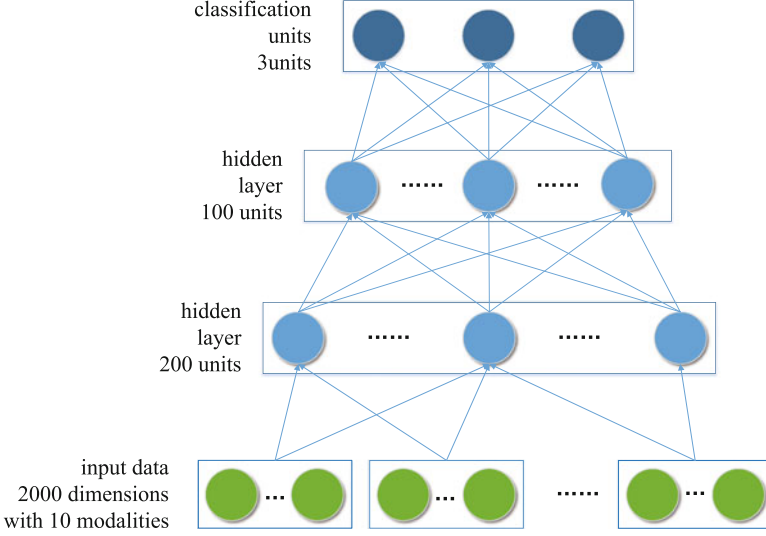 classification
units
3units
hidden
layer
100 units
......
......
hidden
layer
200 units
......
......
input data
2000 dimensions
with 10 modalities
...
...
......
...